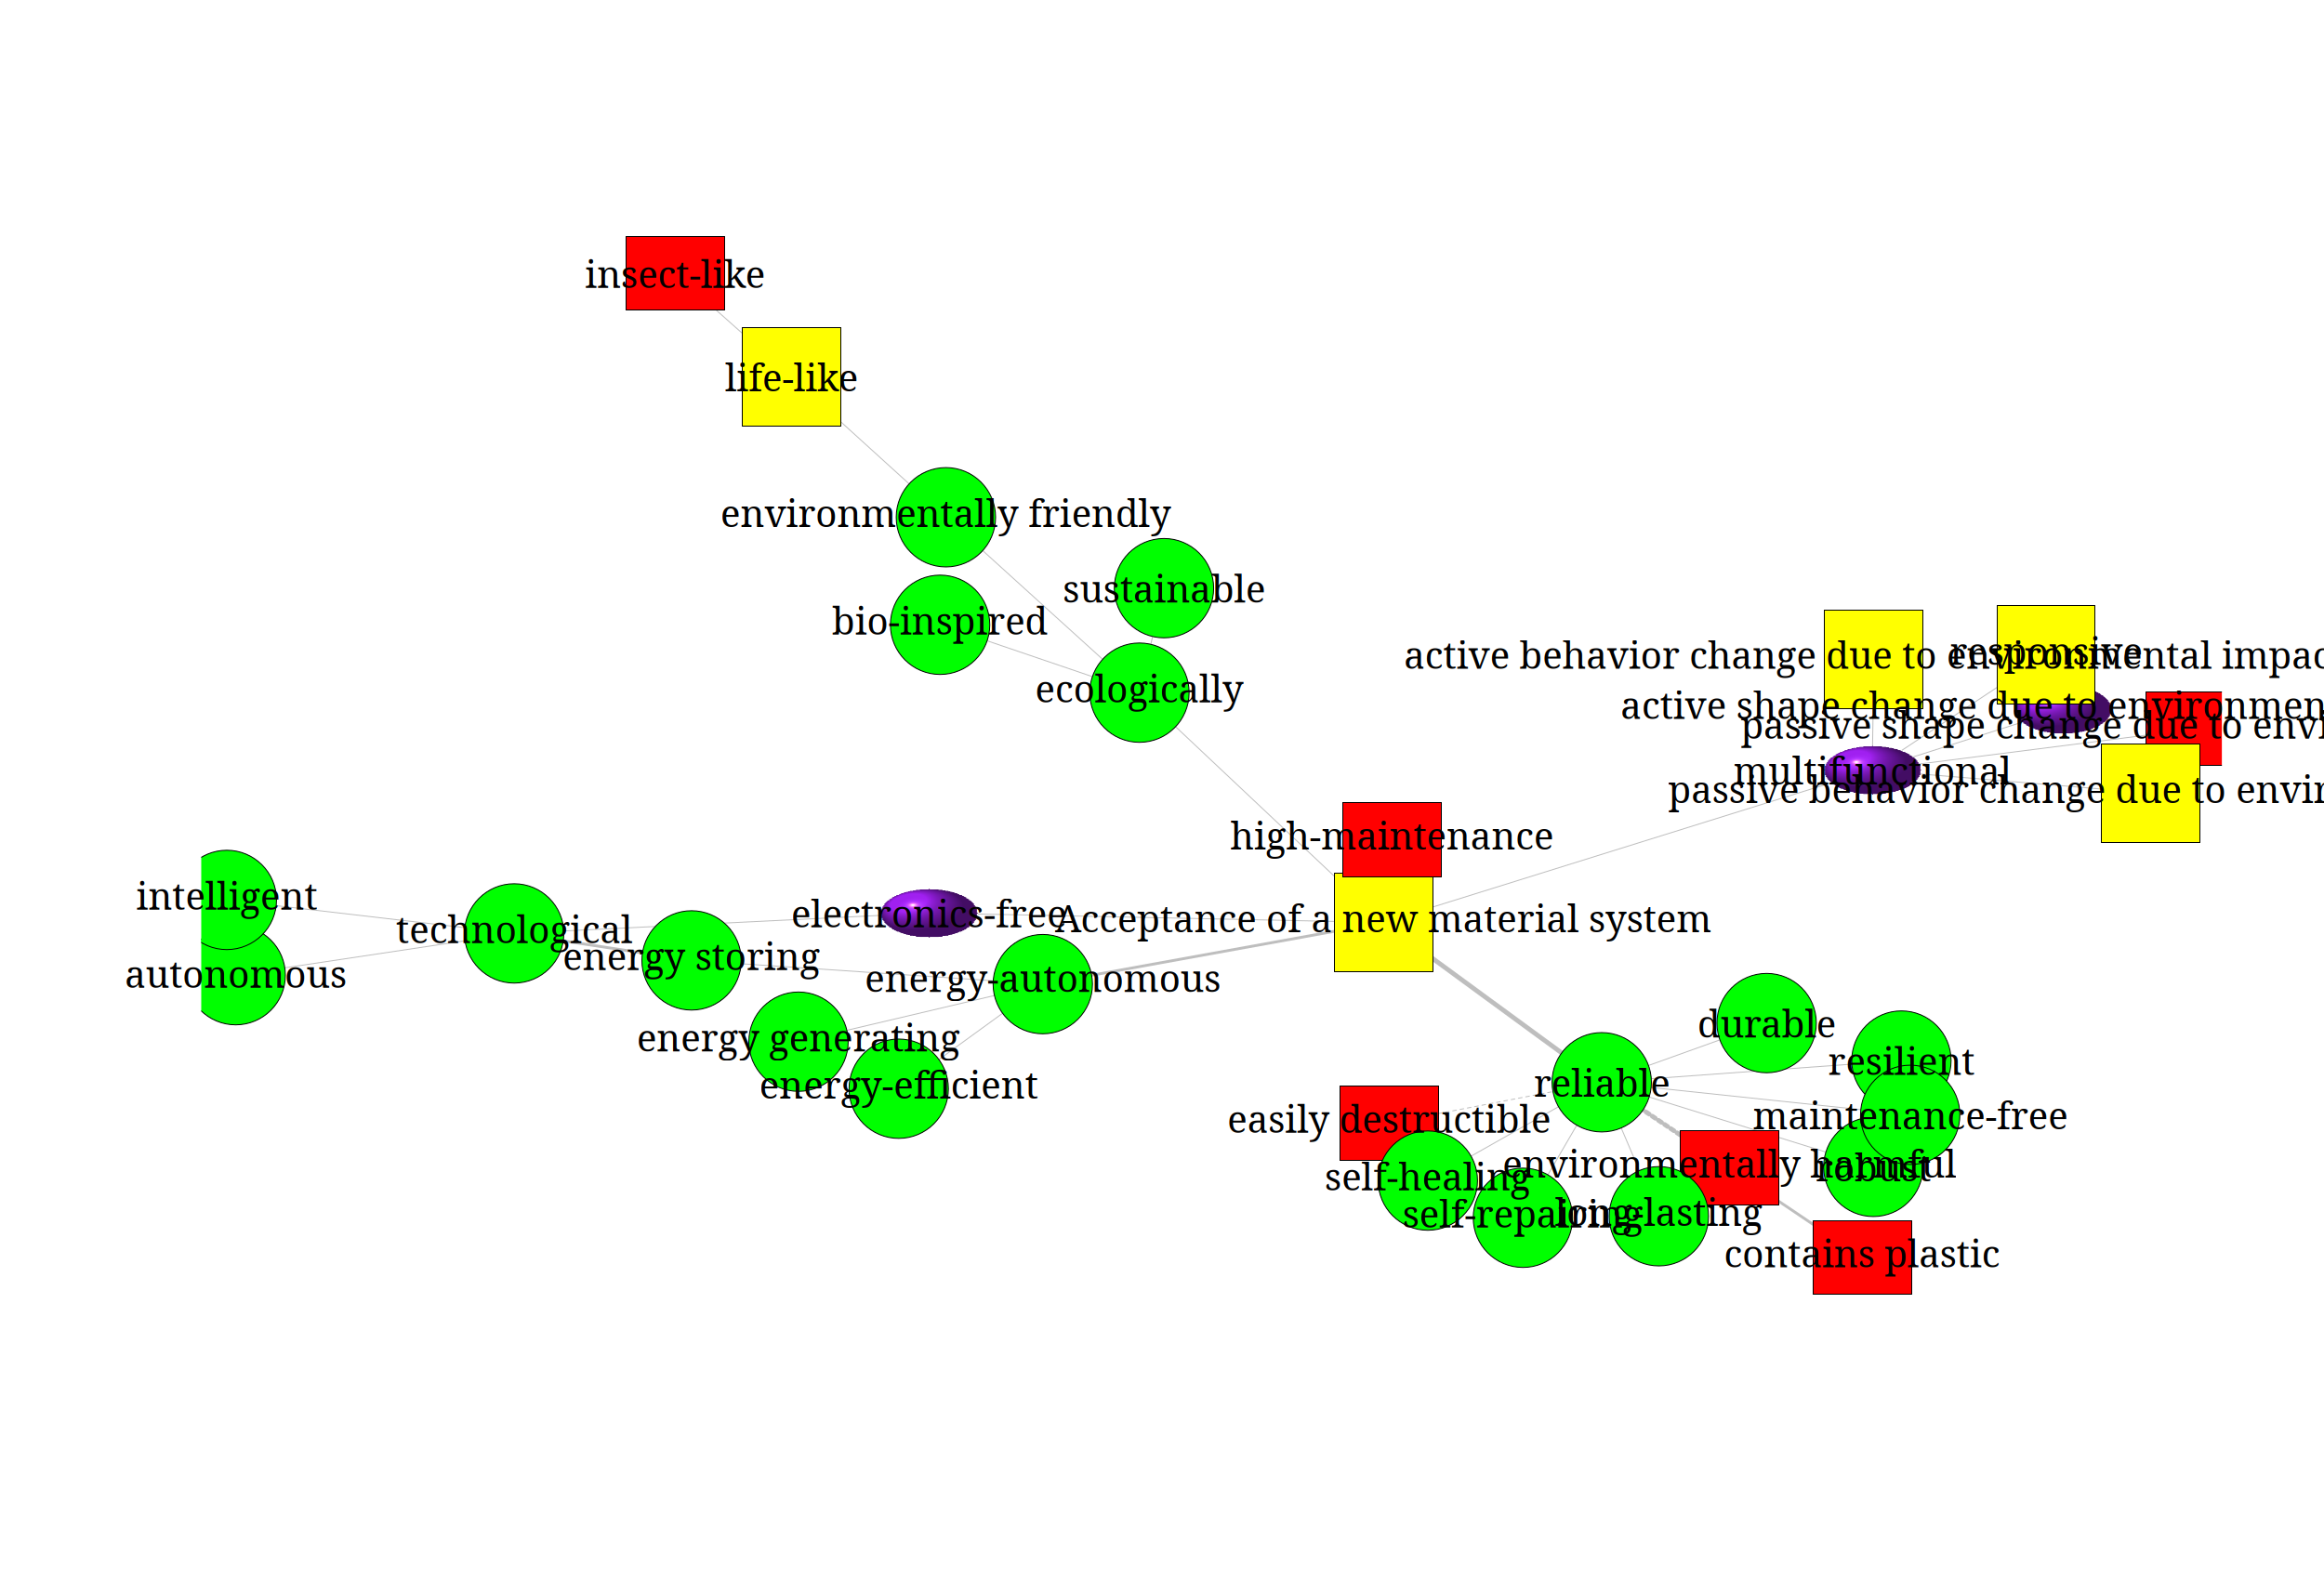 insect-like
life-like
environmentally friendly
sustainable
bio-inspired
ecologically
active behavior change due to environmental impac
responsive
active shape change due to environmen
passive shape change due to envi
multifunctional
passive behavior change due to envir
high-maintenance
intelligent
electronics-free
Acceptance of a new material system
technological
energy storing
autonomous
energy-autonomous
durable
energy generating
resilient
energy-efficient
reliable
maintenance-free
easily destructible
environmentally harmful
robust
self-healing
self-repairing
long-lasting
contains plastic